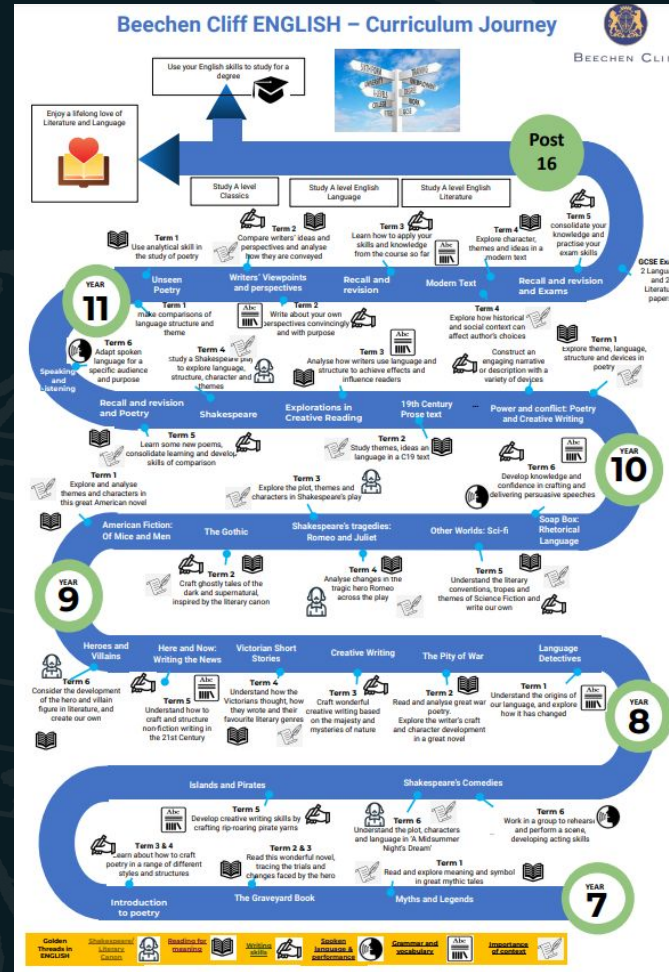 Beechen Cliff ENGLISH – Curriculum Journey
BEECHEN CLI
Use your English skills to study for a
degree
Enjoy a lifelong love of
Literature and Language
Post
16
Study A level
Classics
Study A level English
Language
Study A level English
Literature
Term 1
Use analytical skill in
the study of poetry
Term 2
Compare writers' ideas and
perspectives and analyse
how they are conveyed
Term 3
Learn how to apply your
skills and knowledge
from the course so far
Term 4
Explore character,
themes and ideas in a
modern text
Term 5
consolidate your
knowledge and
practise your
exam skills
GCSE Exa
2 Langua
and 2
Literatu
paper
YEAR
11
Unseen
Poetry
Writers' Viewpoints
and perspectives
Recall and
revision
Modern Text
Recall and revision
and Exams
Term 1
make comparisons of
language structure and
theme
Term 2
Write about your own
perspectives convincingly
and with purpose
Term 4
Explore how historical
and social context can
affect author's choices
Term 6
Adapt spoken
language for a
specific audience
and purpose
Term 4
study a Shakespeare play
to explore language,
structure, character and
themes
Term 3
Analyse how writers use language and
structure to achieve effects and
influence readers
Construct an
engaging narrative
or description with a
variety of devices
Term 1
Explore theme, language,
structure and devices in
poetry
Speaking
and
Listening
Recall and revision
and Poetry
Shakespeare
Explorations in
Creative Reading
19th Century
Prose text
...
Power and conflict: Poetry
and Creative Writing
YEAR
10
Term 5
Learn some new poems,
consolidate learning and develop
skills of comparison
Term 2
Study themes, ideas an
language in a C19 text
Term 6
Develop knowledge and
confidence in crafting and
delivering persuasive speeches
Term 1
Explore and analyse
themes and characters in
this great American novel
Term 3
Explore the plot, themes and
characters in Shakespeare's play
American Fiction:
Of Mice and Men
The Gothic
Shakespeare's tragedies:
Romeo and Juliet
Other Worlds: Sci-fi
Soap Box:
Rhetorical
Language
YEAR
9
Term 2
Craft ghostly tales of the
dark and supernatural,
inspired by the literary canon
Term 4
Analyse changes in the
tragic hero Romeo
across the play
Term 5
Understand the literary
conventions, tropes and
themes of Science Fiction and
write our own
Heroes and
Villains
Here and Now:
Writing the News
Victorian Short
Stories
Creative Writing
The Pity of War
Language
Detectives
YEAR
8
Term 6
Consider the development
of the hero and villain
figure in literature, and
create our own
Term 5
Understand how to
craft and structure
non-fiction writing in
the 21st Century
Term 4
Understand how the
Victorians thought, how
they wrote and their
favourite literary genres
Term 3
Craft wonderful
creative writing based
on the majesty and
mysteries of nature
Term 2
Read and analyse great war
poetry.
Explore the writer's craft
and character development
in a great novel
Term 1
Understand the origins of
our language, and explore
how it has changed
Islands and Pirates
Shakespeare's Comedies
Term 5
Develop creative writing skills by
crafting rip-roaring pirate yarns
Term 6
Understand the plot, characters
and language in 'A Midsummer
Night's Dream'
Term 6
Work in a group to rehearse
and perform a scene,
developing acting skills
...
Term 3 & 4
Learn about how to craft
poetry in a range of different
styles and structures
Term 2 & 3
Read this wonderful novel,
tracing the trials and
changes faced by the hero
Term 1
Read and explore meaning and symbol
in great mythic tales
Introduction
to poetry
The Graveyard Book
Myths and Legends
YEAR
7
Golden
Threads in
ENGLISH
Shakespeare/
Literary
Canon
Reading for
meaning
Writing
skills
Spoken
language &
performance
Grammar and
vocabulary
Abc
Importance
of context